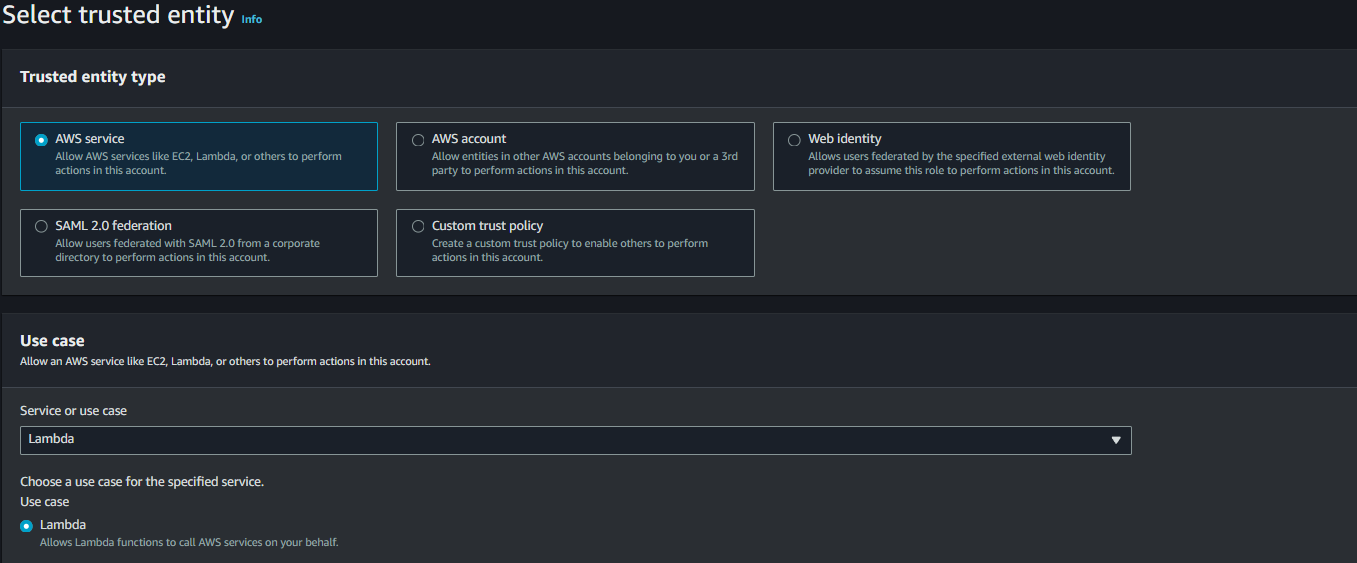 Select trusted entity Info
Trusted entity type
AWS service
Allow AWS services like EC2, Lambda, or others to perform
actions in this account.
AWS account
Allow entities in other AWS accounts belonging to you or a 3rd
party to perform actions in this account.
Web identity
Allows users federated by the specified external web identity
provider to assume this role to perform actions in this account.
SAML 2.0 federation
Allow users federated with SAML 2.0 from a corporate
directory to perform actions in this account.
Custom trust policy
Create a custom trust policy to enable others to perform
actions in this account.
Use case
Allow an AWS service like EC2, Lambda, or others to perform actions in this account.
Service or use case
Lambda
Choose a use case for the specified service.
Use case
Lambda
Allows Lambda functions to call AWS services on your behalf.